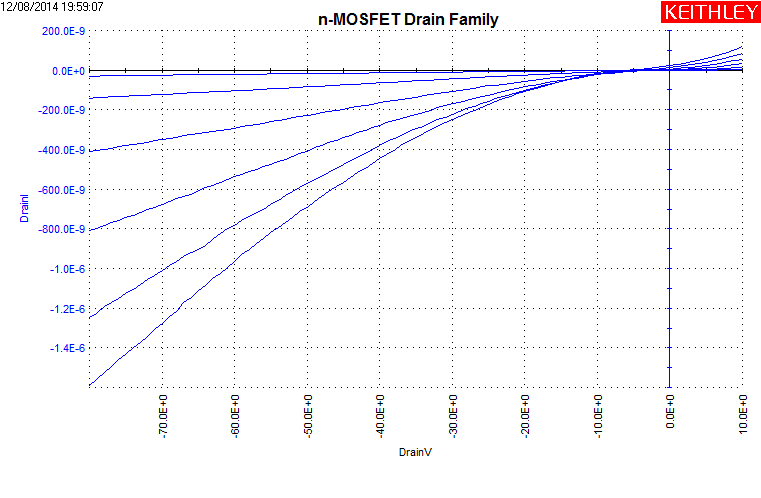 12/08/2014 19:59:07
KEITHLEY
n-MOSFET Drain Family
200.0E-9
0.0E+0
-200.0E-9
-400.0E-9
-600.0E-9
-800.0E-9
-1.0E-6
-1.2E-6
-1.4E-6
DrainI
-70.0E+0
-60.0E+0
-50.0E+0
-40.0E+0
-30.0E+0
-20.0E+0
-10.0E+0
0.0E+0
10.0E+0
DrainV